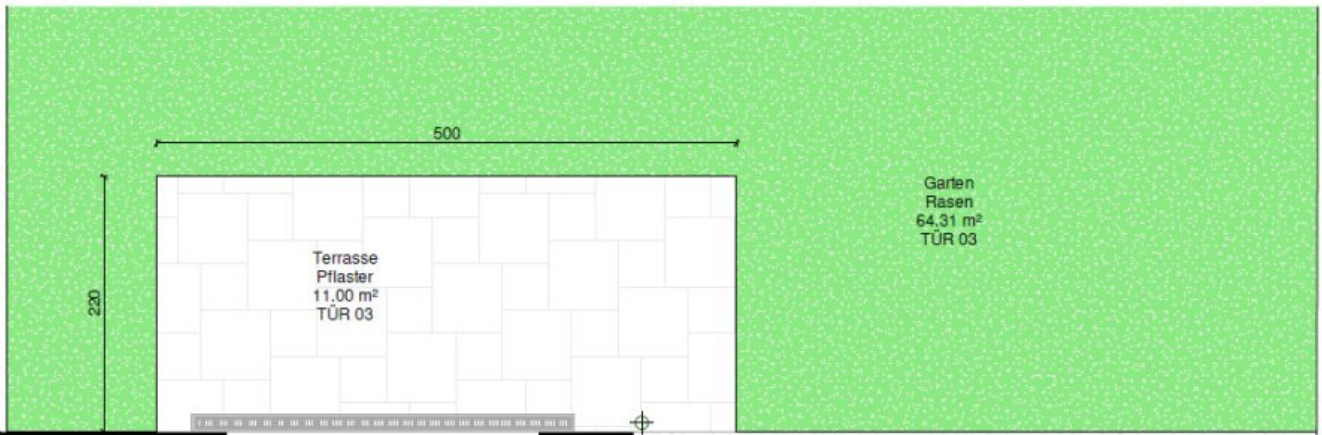 500
220
Terrasse
Pflaster
11.00 m²
TÜR 03
Garten
Rasen
64.31 m²
TÜR 03